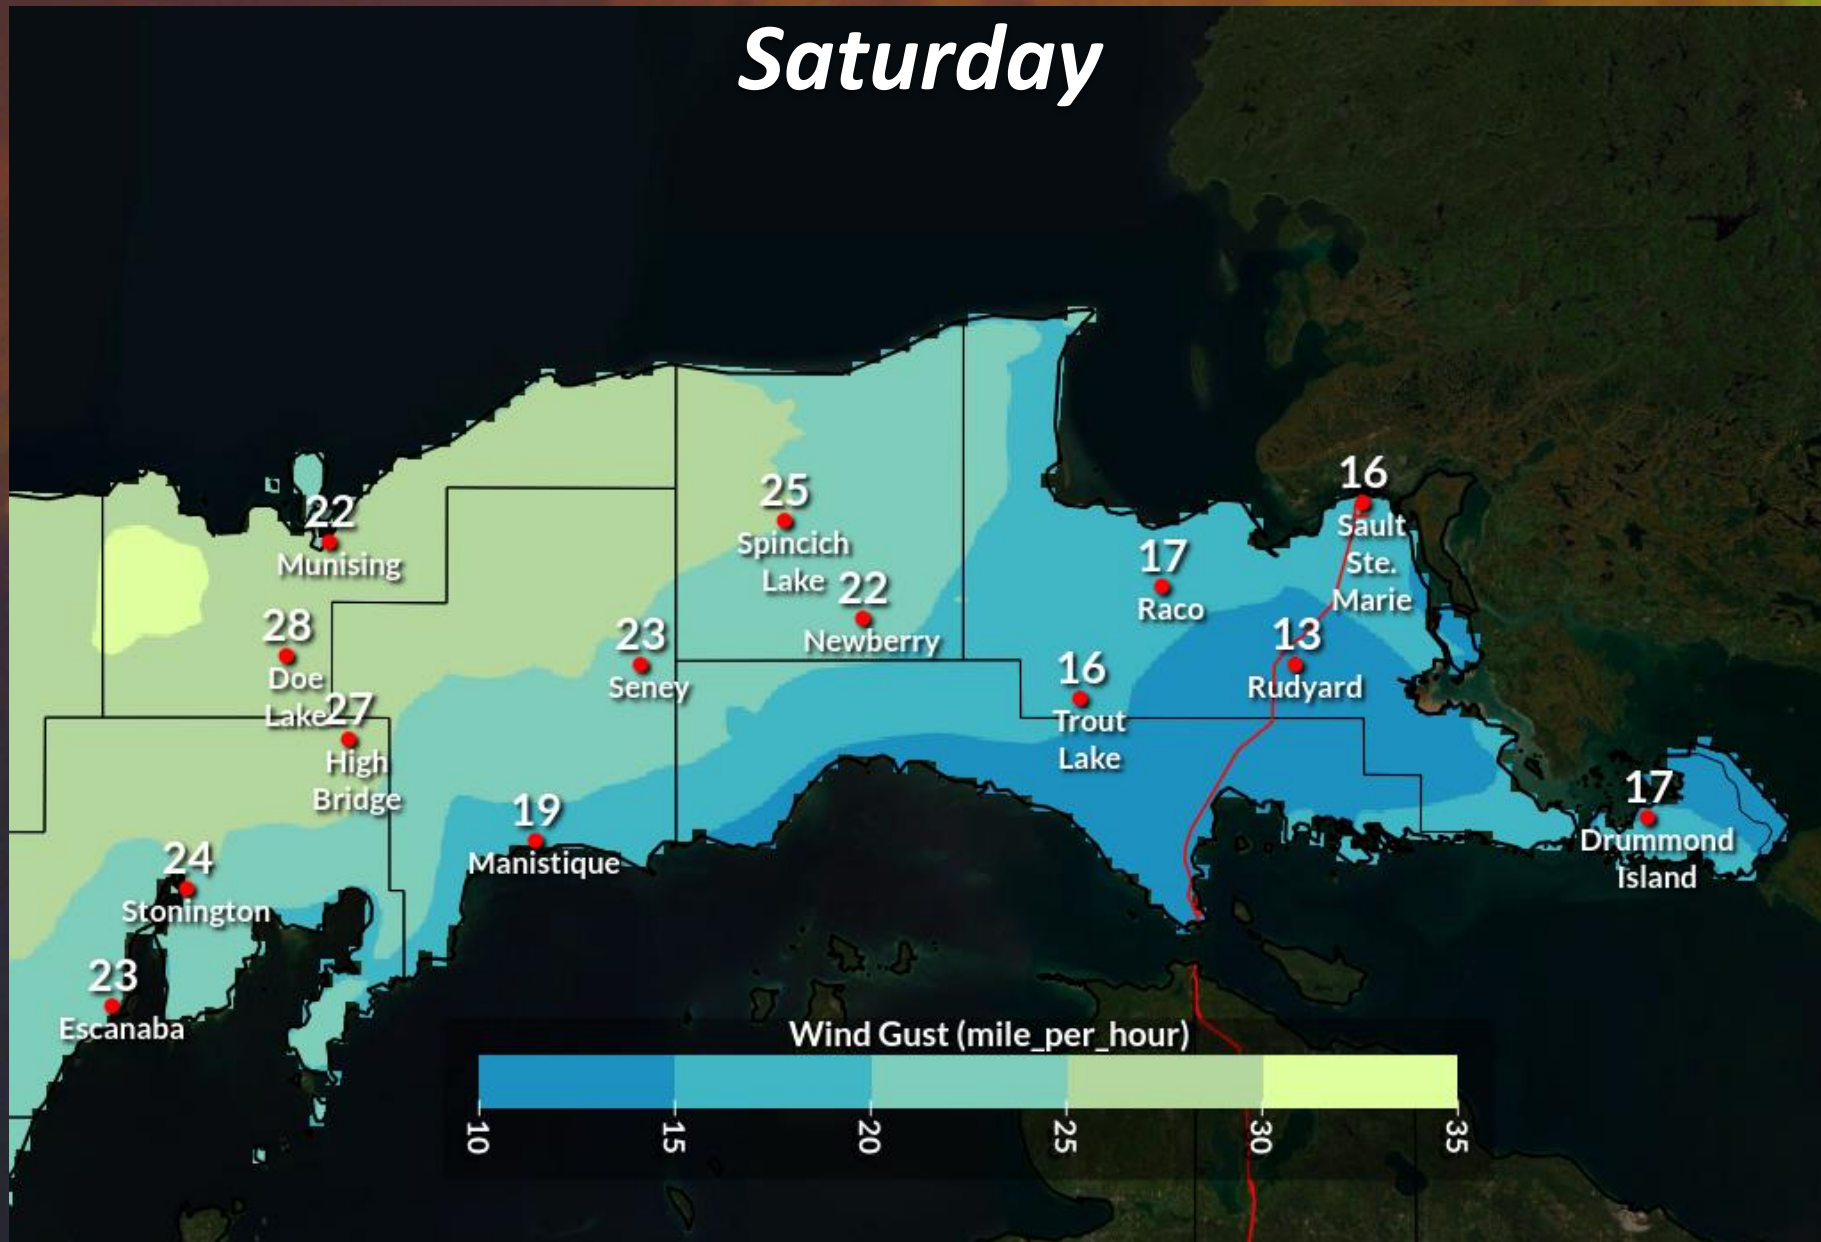 Saturday
22
Munising
25
Spincich
Lake
16
Sault
Ste.
Marie
17
Raco
22
Newberry
28
Doe
Lake
23
Seney
13
Rudyard
16
Trout
Lake
27
High
Bridge
19
Manistique
17
Drummond
Island
24
Stonington
23
Escanaba
Wind Gust (mile_per_hour)
10 15 20 25 30 35